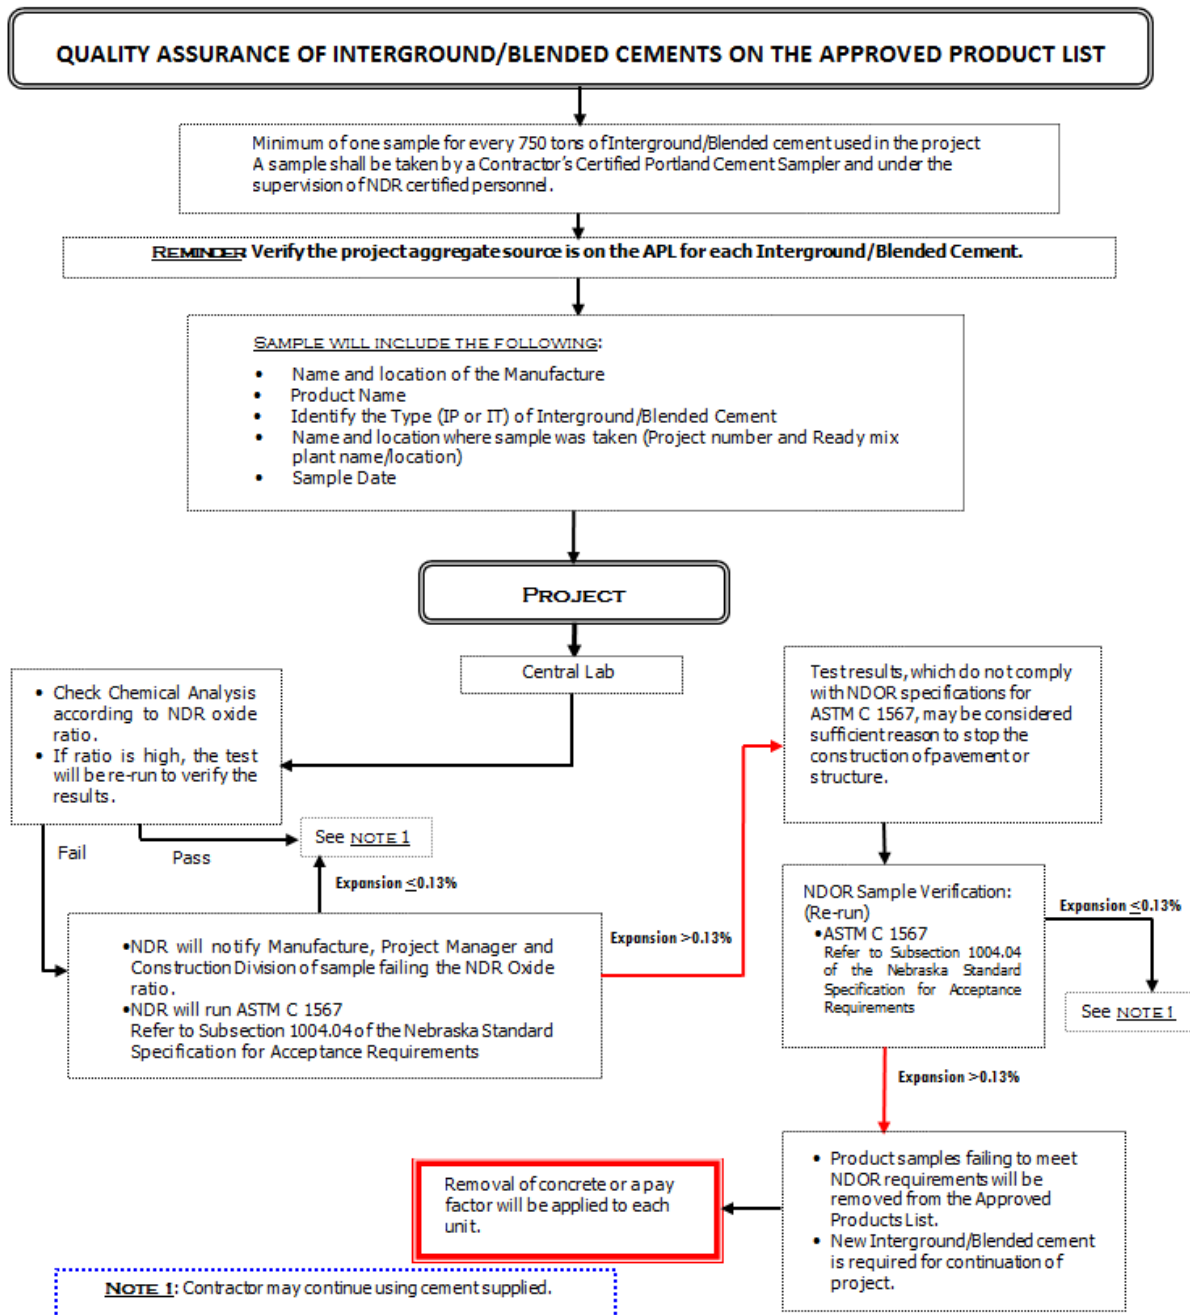 QUALITY ASSURANCE OF INTERGROUND/BLENDED CEMENTS ON THE APPROVED PRODUCT LIST
Minimum of one sample for every 750 tons of Interground/Blended cement used in the project
A sample shall be taken by a Contractor's Certified Portland Cement Sampler and under the
supervision of NDR certified personnel.
REMINDER Verify the project aggregate source is on the APL for each Interground/Blended Cement.
SAMPLE WILL INCLUDE THE FOLLOWING:
• Name and location of the Manufacture
• Product Name
• Identify the Type (IP or IT) of Interground/Blended Cement
• Name and location where sample was taken (Project number and Ready mix
plant name/location)
• Sample Date
PROJECT
Central Lab
• Check Chemical Analysis
according to NDR oxide
ratio.
• If ratio is high, the test
will be re-run to verify the
results.
Test results, which do not comply
with NDOR specifications for
ASTM C 1567, may be considered
sufficient reason to stop the
construction of pavement or
structure.
Fail
Pass
See NOTE 1
Expansion ≤0.13%
•NDR will notify Manufacture, Project Manager and
Construction Division of sample failing the NDR Oxide
ratio.
•NDR will run ASTM C 1567
Refer to Subsection 1004.04 of the Nebraska Standard
Specification for Acceptance Requirements
Expansion >0.13%
NDOR Sample Verification:
(Re-run)
•ASTM C 1567
Refer to Subsection 1004.04
of the Nebraska Standard
Specification for Acceptance
Requirements
Expansion ≤0.13%
See NOTE 1
Expansion >0.13%
• Product samples failing to meet
NDOR requirements will be
removed from the Approved
Products List.
• New Interground/Blended cement
is required for continuation of
project.
Removal of concrete or a pay
factor will be applied to each
unit.
NOTE 1: Contractor may continue using cement supplied.